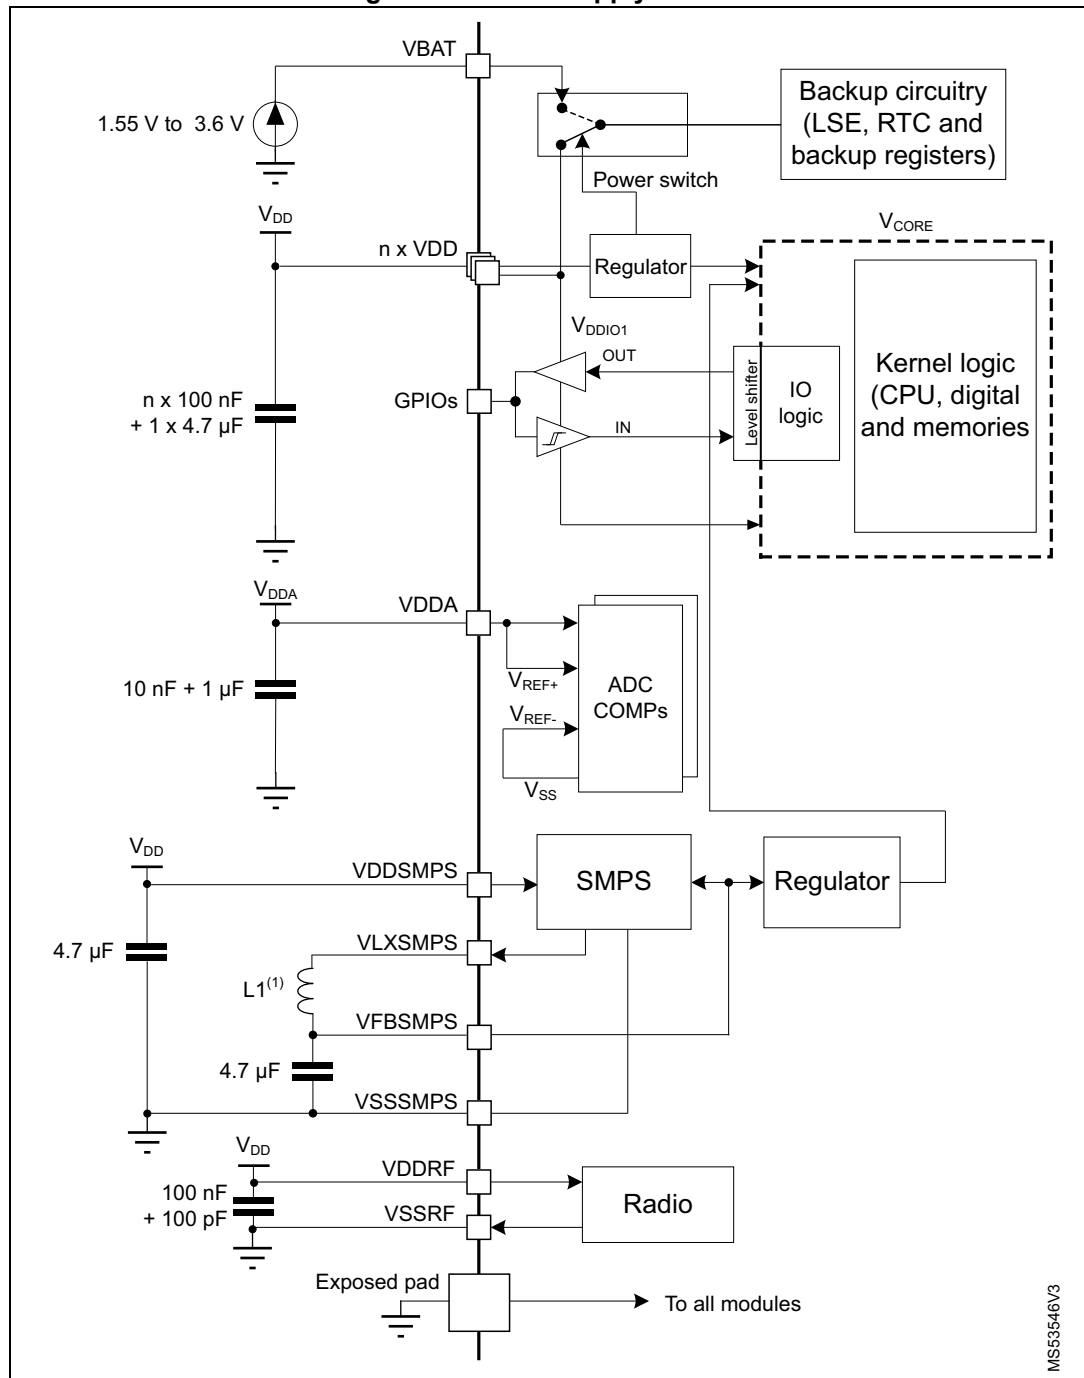 VBAT
1.55 V to 3.6 V
Backup circuitry
(LSE, RTC and
backup registers)
Power switch
VDD
n x VDD
Regulator
VCORE
VDDIO1
OUT
GPIOs
IN
Level shifter
IO
logic
Kernel logic
(CPU, digital
and memories
n x 100 nF
+ 1 x 4.7 µF
VDDA
VDDA
10 nF + 1 µF
VREF+
VREF-
VSS
ADC
COMPs
VDD
VDDSMPS
SMPS
Regulator
4.7 µF
VLXSMPS
L1(1)
VFBSMPS
4.7 µF
VSSSMPS
VDD
VDDRF
100 nF
+ 100 pF
VSSRF
Radio
Exposed pad
To all modules
MS53546V3